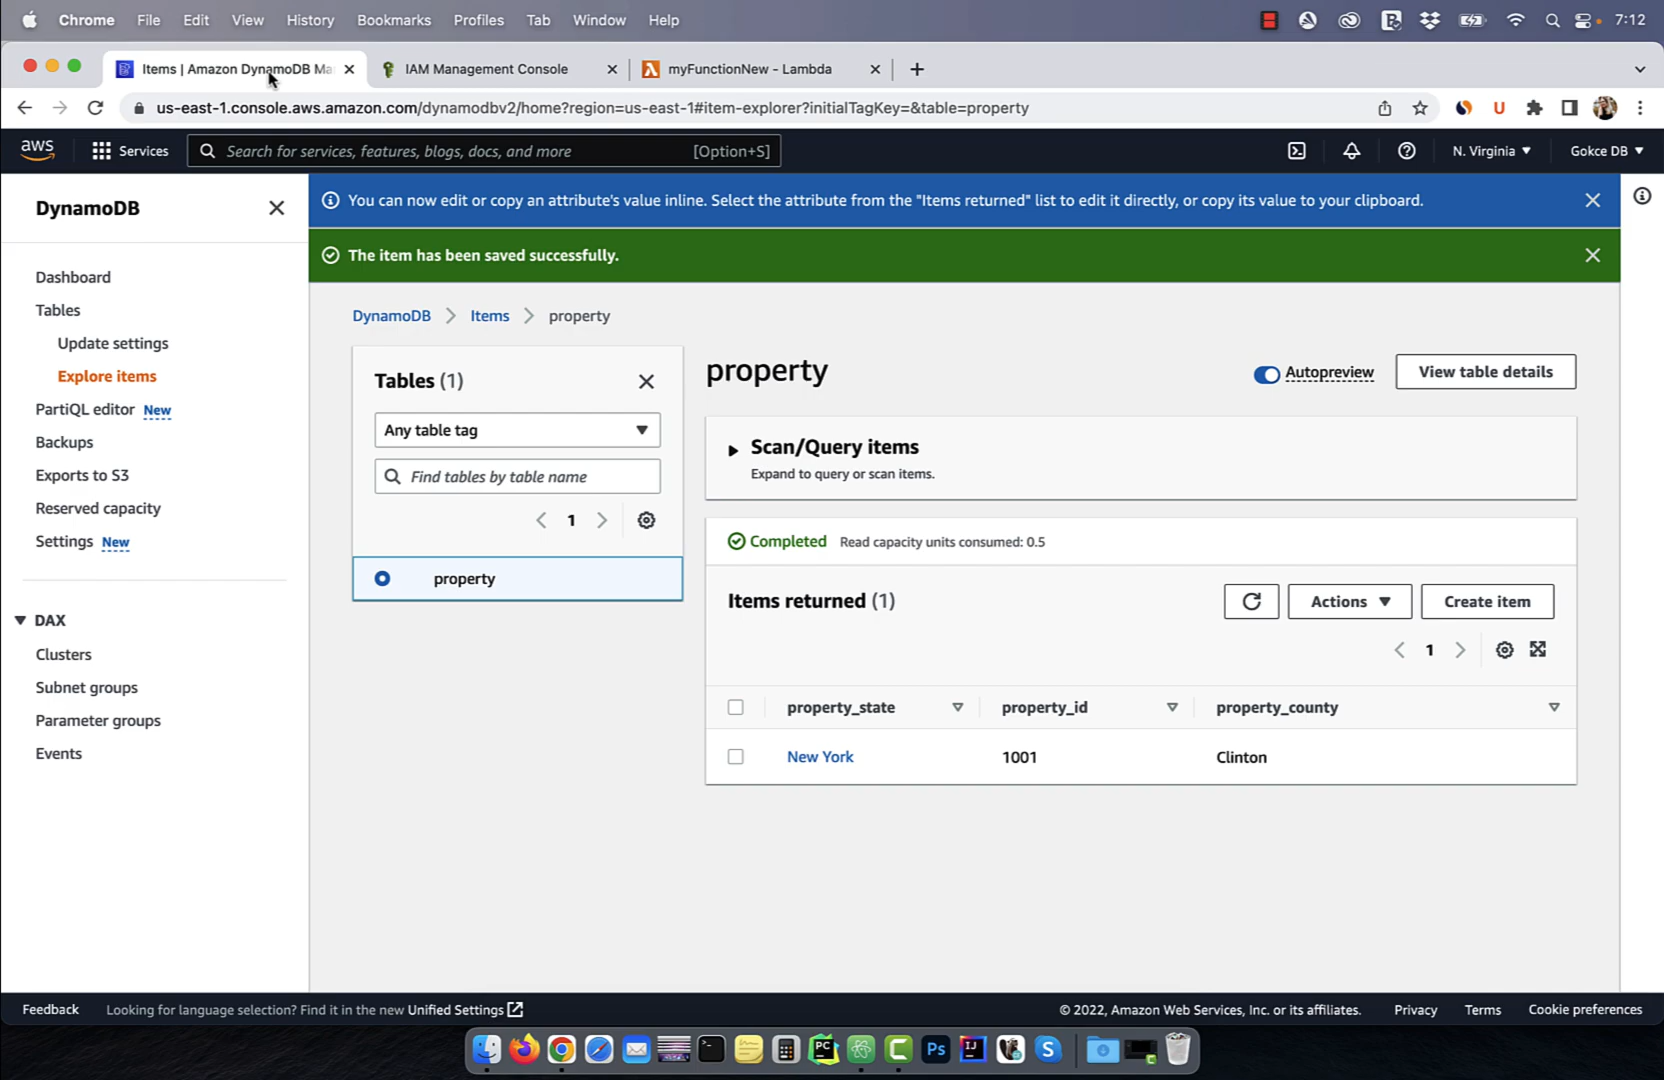 Chrome File Edit View History Bookmarks Profiles Tab Window Help 7:12
Items | Amazon DynamoDB Ma IAM Management Console myFunctionNew - Lambda
us-east-1.console.aws.amazon.com/dynamodbv2/home?region=us-east-1#item-explorer?initialTagKey=&table=property
aws Services Search for services, features, blogs, docs, and more [Option+S] N. Virginia Gokce DB
DynamoDB
Dashboard
Tables
Update settings
Explore items
PartiQL editor New
Backups
Exports to S3
Reserved capacity
Settings New
DAX
Clusters
Subnet groups
Parameter groups
Events
You can now edit or copy an attribute's value inline. Select the attribute from the "Items returned" list to edit it directly, or copy its value to your clipboard.
The item has been saved successfully.
DynamoDB Items property
Tables (1)
Any table tag
Find tables by table name
1
property
property
Autopreview View table details
Scan/Query items
Expand to query or scan items.
Completed Read capacity units consumed: 0.5
Items returned (1) Actions Create item
1
property_state property_id property_county
New York 1001 Clinton
Feedback Looking for language selection? Find it in the new Unified Settings © 2022, Amazon Web Services, Inc. or its affiliates. Privacy Terms Cookie preferences
PC Ps IJ S